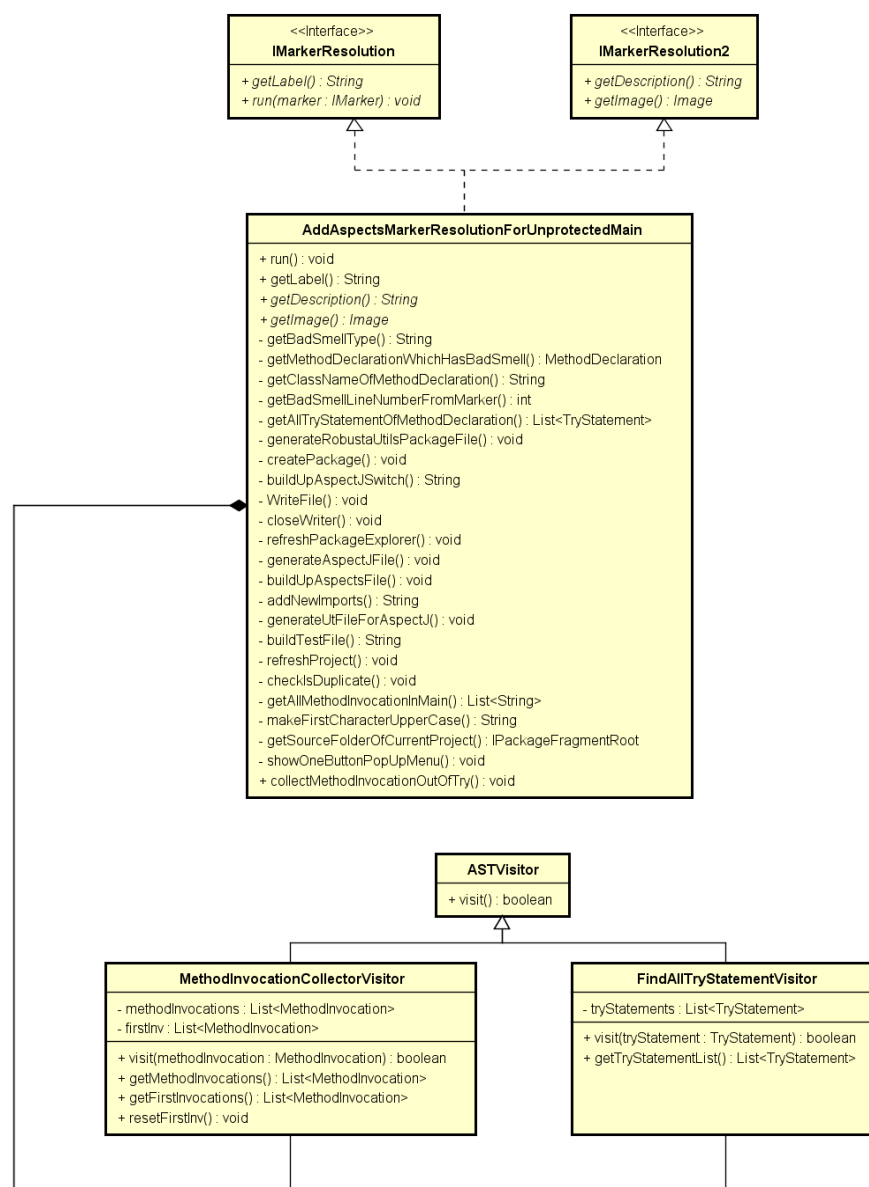 <<Interface>>
IMarkerResolution
+ getLabel() : String
+ run(marker : IMarker) : void
<<Interface>>
IMarkerResolution2
+ getDescription() : String
+ getImage() : Image
AddAspectsMarkerResolutionForUnprotectedMain
+ run() : void
+ getLabel() : String
+ getDescription() : String
+ getImage() : Image
- getBadSmellType() : String
- getMethodDeclarationWhichHasBadSmell() : MethodDeclaration
- getClassNameOfMethodDeclaration() : String
- getBadSmellLineNumberFromMarker() : int
- getAllTryStatementOfMethodDeclaration() : List<TryStatement>
- generateRobustaUtilsPackageFile() : void
- createPackage() : void
- buildUpAspectJSwitch() : String
- WriteFile() : void
- closeWriter() : void
- refreshPackageExplorer() : void
- generateAspectJFile() : void
- buildUpAspectsFile() : void
- addNewImports() : String
- generateUtFileForAspectJ() : void
- buildTestFile() : String
- refreshProject() : void
- checkIsDuplicate() : void
- getAllMethodInvocationInMain() : List<String>
- makeFirstCharacterUpperCase() : String
- getSourceFolderOfCurrentProject() : IPackageFragmentRoot
- showOneButtonPopUpMenu() : void
+ collectMethodInvocationOutOfTry() : void
ASTVisitor
+ visit() : boolean
MethodInvocationCollectorVisitor
- methodInvocations : List<MethodInvocation>
- firstInv : List<MethodInvocation>
+ visit(methodInvocation : MethodInvocation) : boolean
+ getMethodInvocations() : List<MethodInvocation>
+ getFirstInvocations() : List<MethodInvocation>
+ resetFirstInv() : void
FindAllTryStatementVisitor
- tryStatements : List<TryStatement>
+ visit(tryStatement : TryStatement) : boolean
+ getTryStatementList() : List<TryStatement>